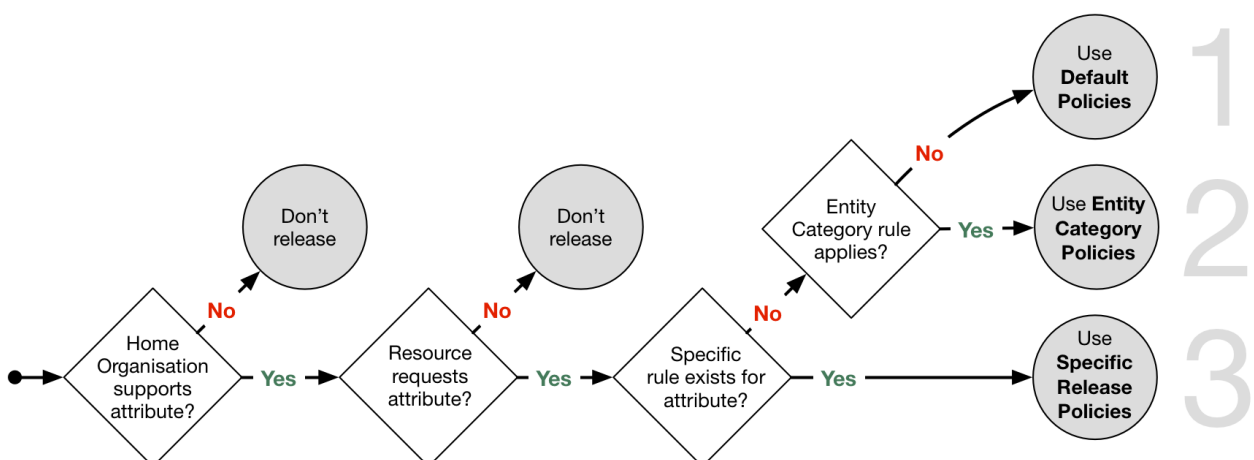 Home
Organisation
supports
attribute?
No
Don’t
release
Yes
Resource
requests
attribute?
No
Don’t
release
Yes
Specific
rule exists for
attribute?
No
Entity
Category rule
applies?
No
Use
Default
Policies
1
Yes
Use Entity
Category
Policies
2
Yes
Use
Specific
Release
Policies
3